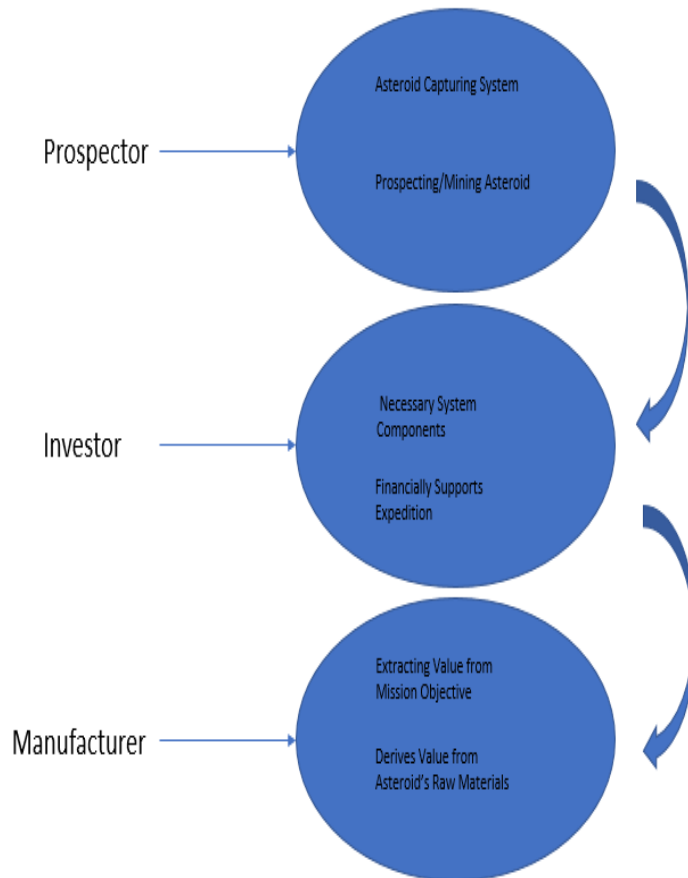 Asteroid Capturing System
Prospector
Prospecting/Mining Asteroid
Necessary System
Components
Investor
Financially Supports
Expedition
Extracting Value from
Mission Objective
Manufacturer
Derives Value from
Asteroid's Raw Materials